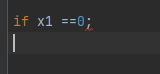 if x1 ==0;